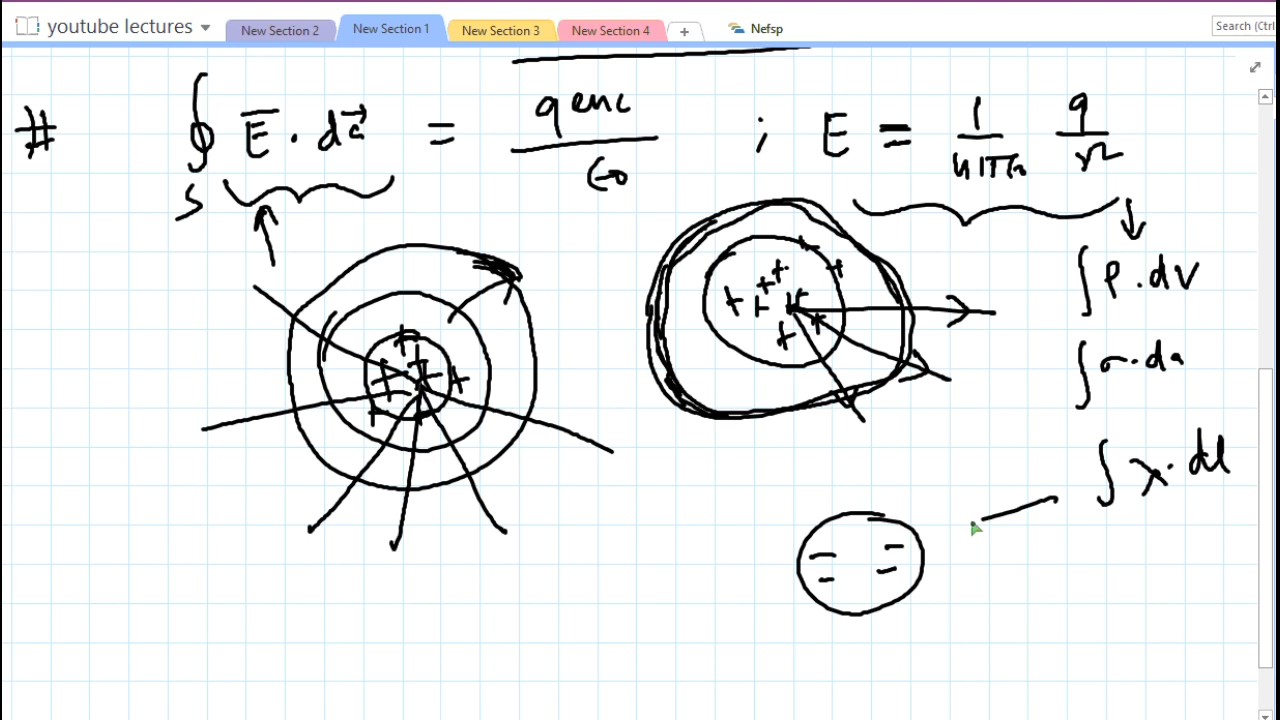 youtube lectures New Section 2 New Section 1 New Section 3 New Section 4 + Nefsp Search (Ctrl
# ∮ E⃗ · da⃗ = q enc / ε0 ; E = 1/4πε0 q/r²
S
∫ ρ · dV
∫ σ · da
∫ λ · dl